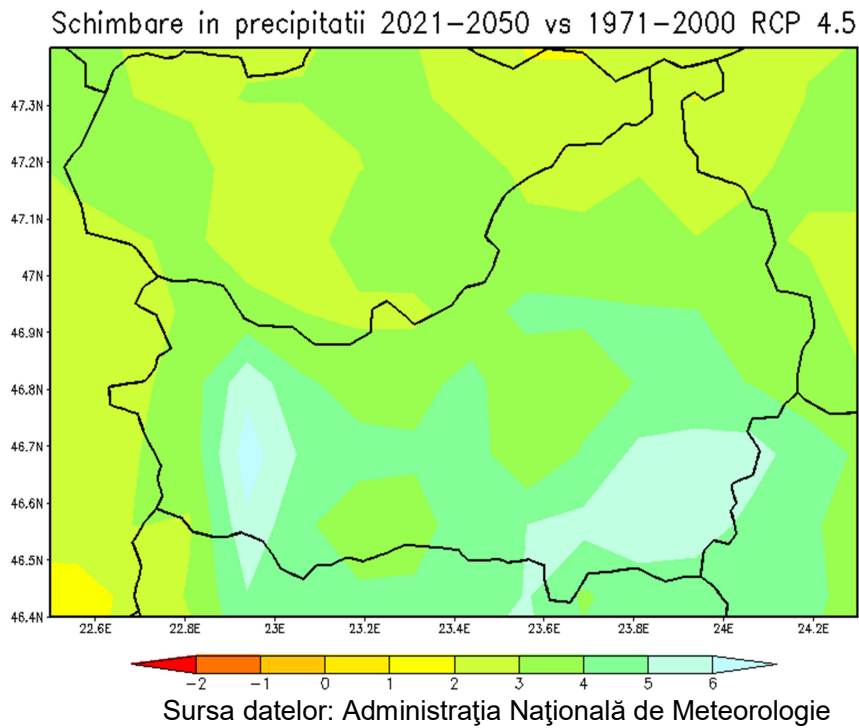 Schimbare in precipitatii 2021-2050 vs 1971-2000 RCP 4.5
47.3N
47.2N
47.1N
47N
46.9N
46.8N
46.7N
46.6N
46.5N
46.4N
22.6E 22.8E 23E 23.2E 23.4E 23.6E 23.8E 24E 24.2E
-2 -1 0 1 2 3 4 5 6
Sursa datelor: Administraţia Naţională de Meteorologie